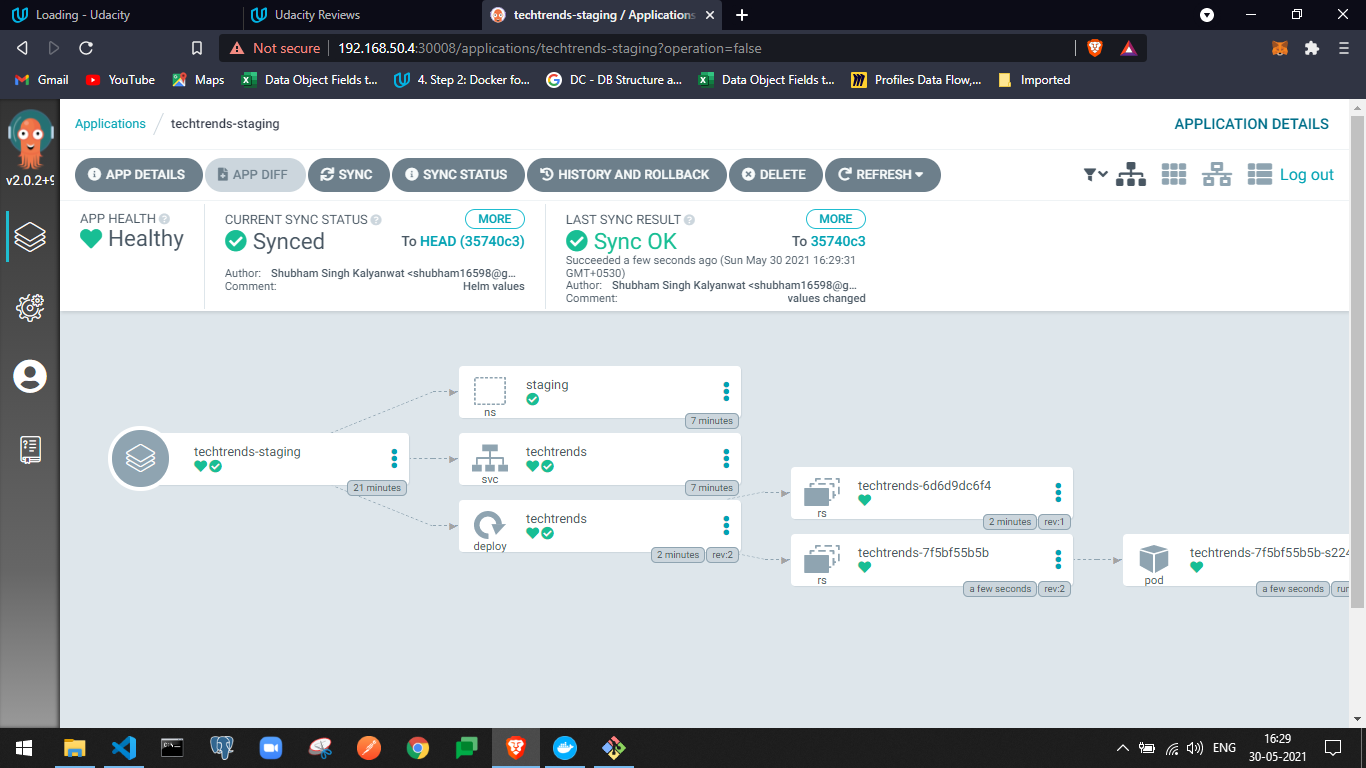 Loading - Udacity
Udacity Reviews
techtrends-staging / Applications
Not secure
192.168.50.4:30008/applications/techtrends-staging?operation=false
Gmail
YouTube
Maps
Data Object Fields t...
4. Step 2: Docker fo...
DC - DB Structure a...
Data Object Fields t...
Profiles Data Flow,...
Imported
v2.0.2+9
Applications
techtrends-staging
APPLICATION DETAILS
APP DETAILS
APP DIFF
SYNC
SYNC STATUS
HISTORY AND ROLLBACK
DELETE
REFRESH
Log out
APP HEALTH
Healthy
CURRENT SYNC STATUS
MORE
Synced
To HEAD (35740c3)
Author: Shubham Singh Kalyanwat <shubham16598@g...
Comment: Helm values
LAST SYNC RESULT
MORE
Sync OK
To 35740c3
Succeeded a few seconds ago (Sun May 30 2021 16:29:31
GMT+0530)
Author: Shubham Singh Kalyanwat <shubham16598@g...
Comment: values changed
techtrends-staging
21 minutes
staging
ns
7 minutes
techtrends
svc
7 minutes
techtrends
deploy
2 minutes
rev:2
techtrends-6d6d9dc6f4
rs
2 minutes
rev:1
techtrends-7f5bf55b5b
rs
a few seconds
rev:2
techtrends-7f5bf55b5b-s224
pod
a few seconds
run
ENG
16:29
30-05-2021